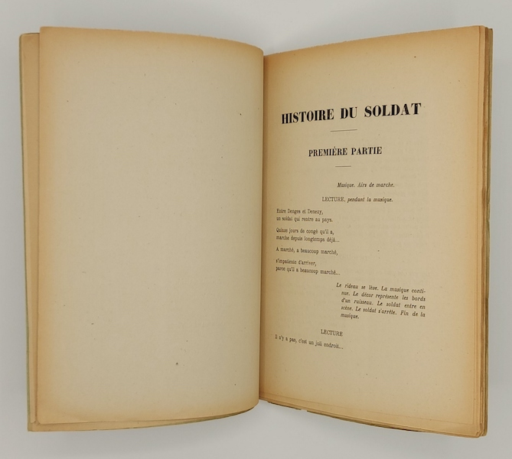 HISTOIRE DU SOLDAT
PREMIÈRE PARTIE
Musique. Airs de marche.
LECTURE, pendant la musique.
Entre Denges et Denezy,
un soldat qui rentre au pays.
Quinze jours de congé qu'il a,
marche depuis longtemps déjà...
A marché, a beaucoup marché,
s'impatiente d'arriver,
parce qu'il a beaucoup marché...
Le rideau se lève. La musique conti-
nue. Le décor représente les bords
d'un ruisseau. Le soldat entre en
scène. Le soldat s'arrête. Fin de la
musique.
LECTURE
Il n'y a pas, c'est un joli endroit...